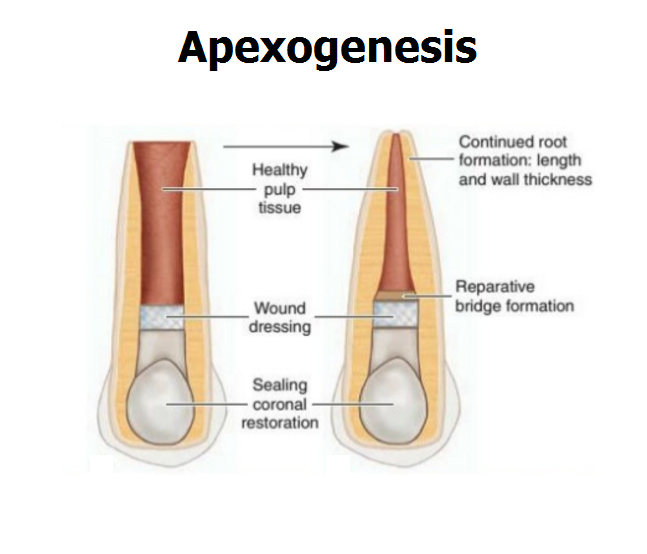 Apexogenesis
Healthy
pulp
tissue
Continued root
formation: length
and wall thickness
Reparative
bridge formation
Wound
dressing
Sealing
coronal
restoration